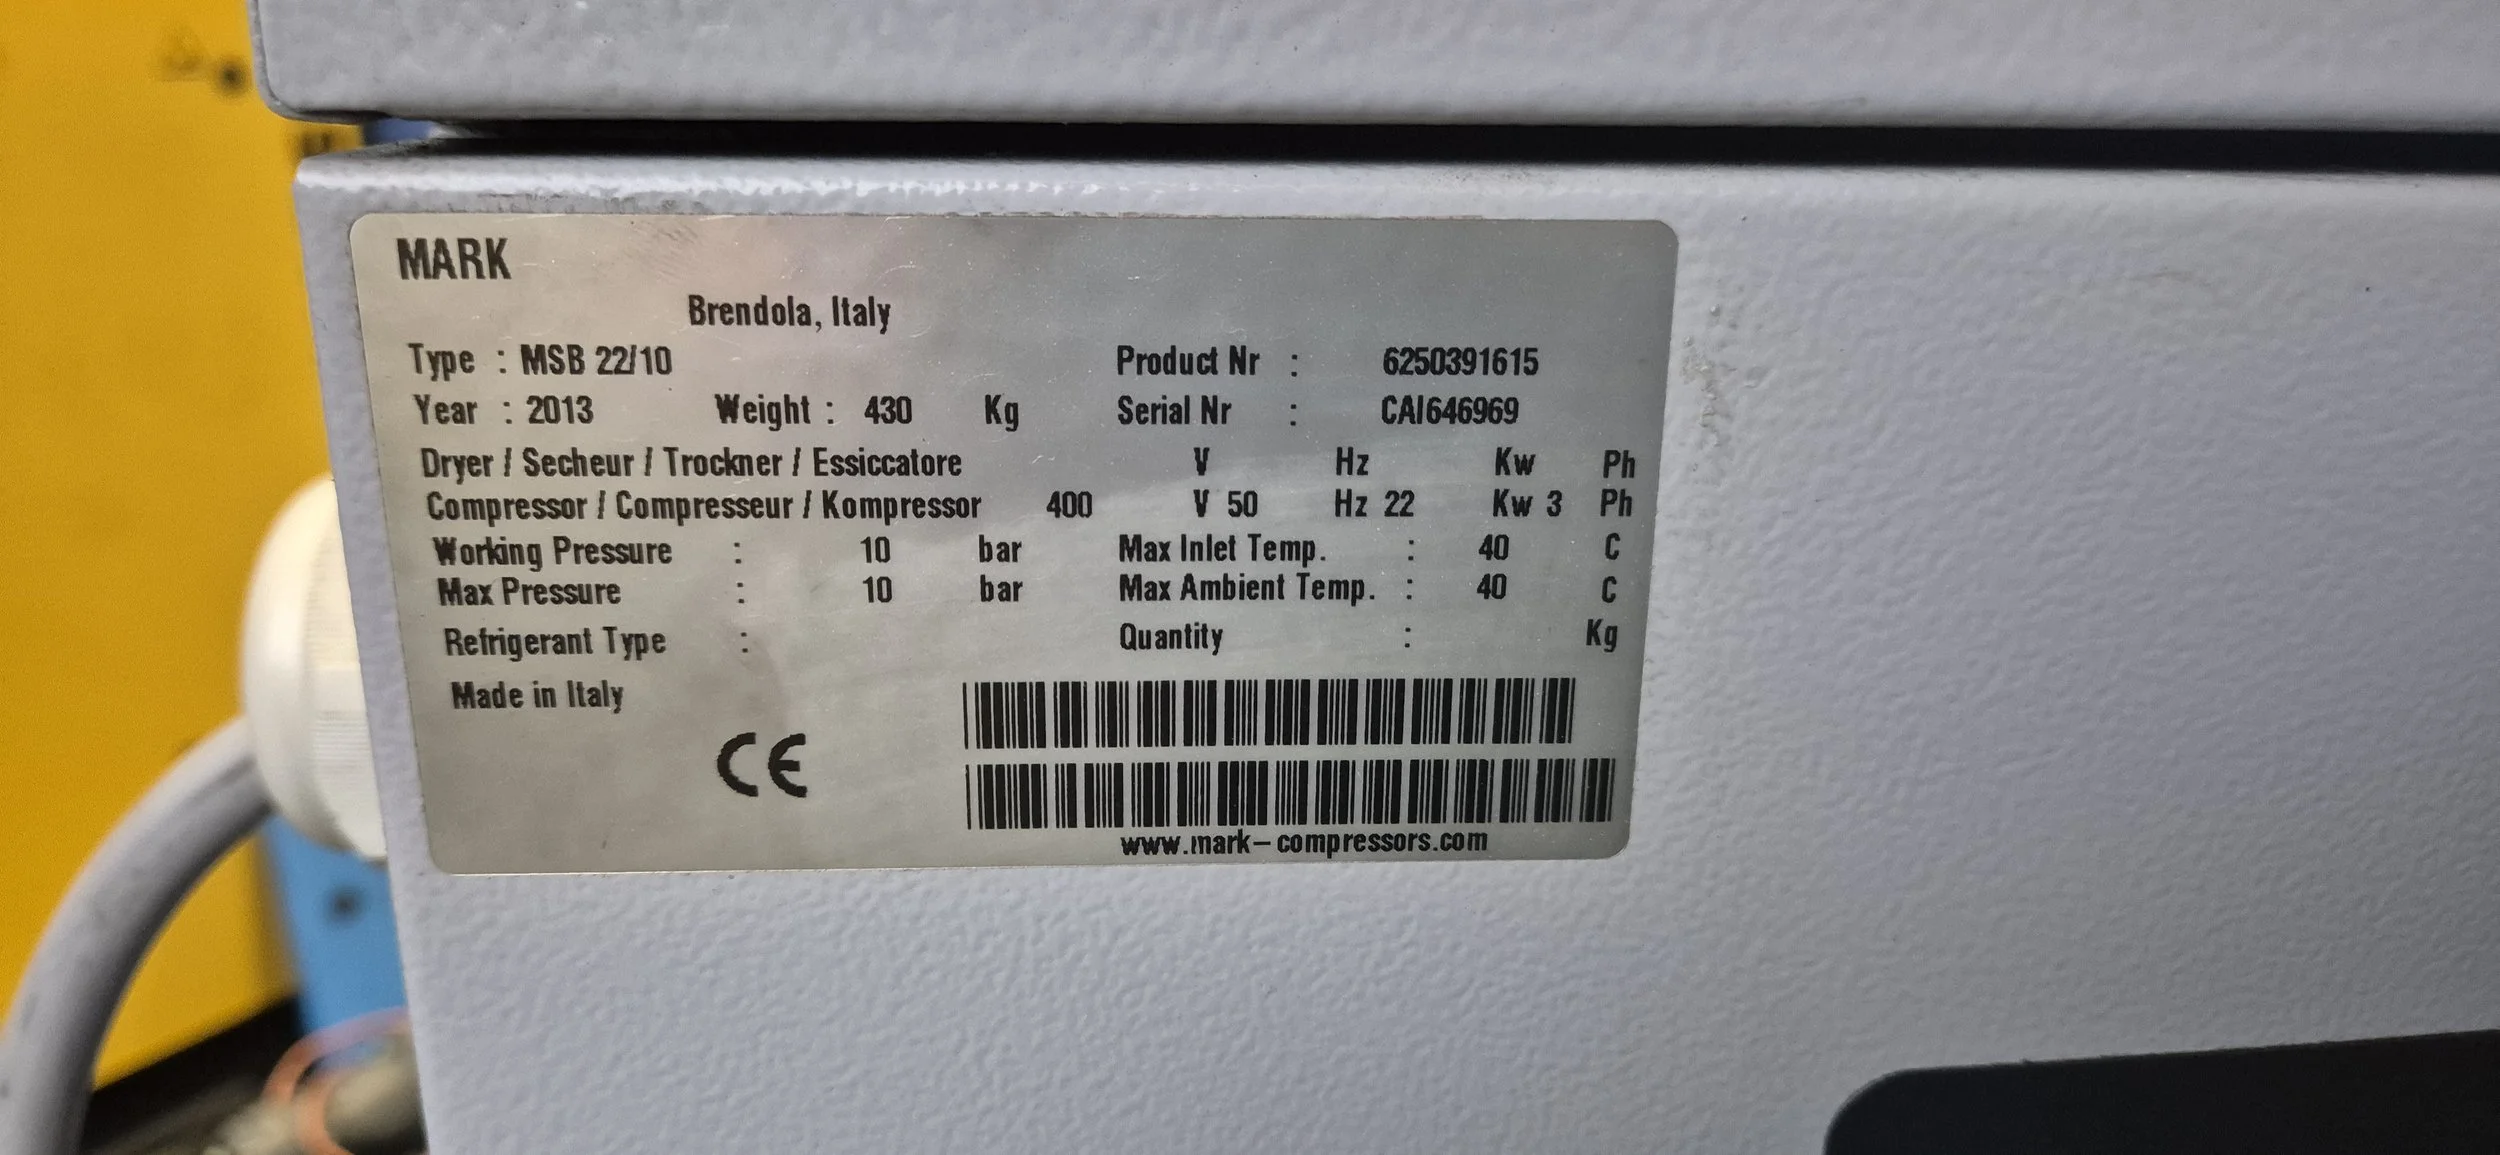 MARK
Brendola, Italy
Type : MSB 22/10 Product Nr : 6250391615
Year : 2013 Weight : 430 Kg Serial Nr : CAI646969
Dryer / Secheur / Trockner / Essiccatore V Hz Kw Ph
Compressor / Compresseur / Kompressor 400 V 50 Hz 22 Kw 3 Ph
Working Pressure : 10 bar Max Inlet Temp. : 40 C
Max Pressure : 10 bar Max Ambient Temp. : 40 C
Refrigerant Type : Quantity : Kg
Made in Italy
CE
www.mark-compressors.com